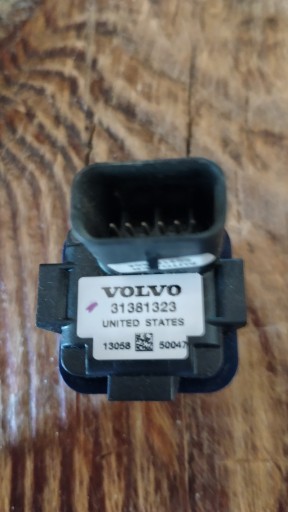 VOLVO
31381323
UNITED STATES
13058 50047